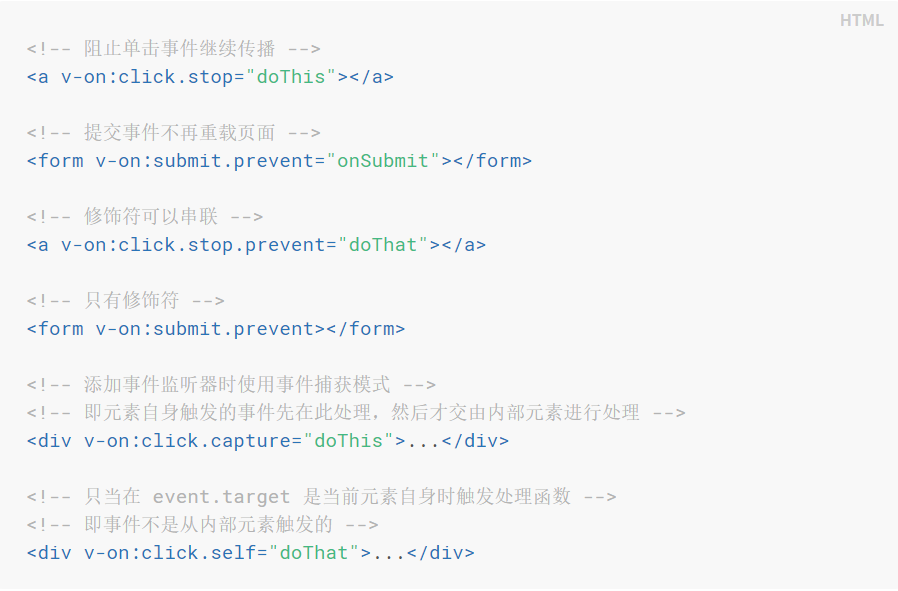 HTML
<!-- 阻止单击事件继续传播 -->
<a v-on:click.stop="doThis"></a>
<!-- 提交事件不再重载页面 -->
<form v-on:submit.prevent="onSubmit"></form>
<!-- 修饰符可以串联 -->
<a v-on:click.stop.prevent="doThat"></a>
<!-- 只有修饰符 -->
<form v-on:submit.prevent></form>
<!-- 添加事件监听器时使用事件捕获模式 -->
<!-- 即元素自身触发的事件先在此处理，然后才交由内部元素进行处理 -->
<div v-on:click.capture="doThis">...</div>
<!-- 只当在 event.target 是当前元素自身时触发处理函数 -->
<!-- 即事件不是从内部元素触发的 -->
<div v-on:click.self="doThat">...</div>